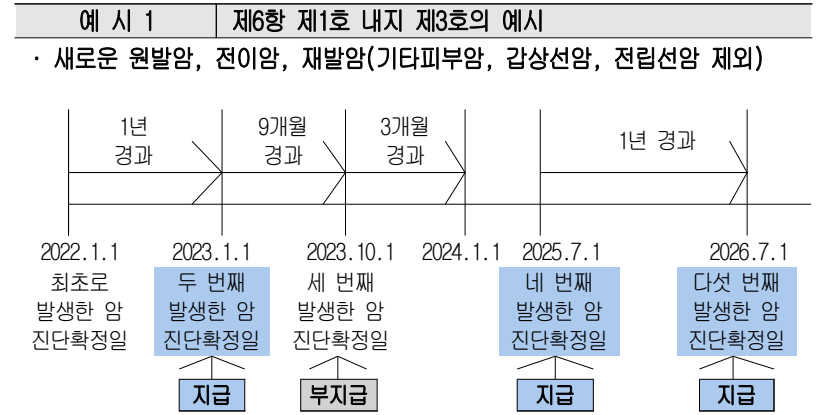 예 시 1 제6항 제1호 내지 제3호의 예시
· 새로운 원발암, 전이암, 재발암(기타피부암, 갑상선암, 전립선암 제외)
1년 9개월 3개월
경과 경과 경과 1년 경과
2022.1.1 2023.1.1 2023.10.1 2024.1.1 2025.7.1 2026.7.1
최초로 두 번째 세 번째 네 번째 다섯 번째
발생한 암 발생한 암 발생한 암 발생한 암 발생한 암
진단확정일 진단확정일 진단확정일 진단확정일 진단확정일
지급 부지급 지급 지급